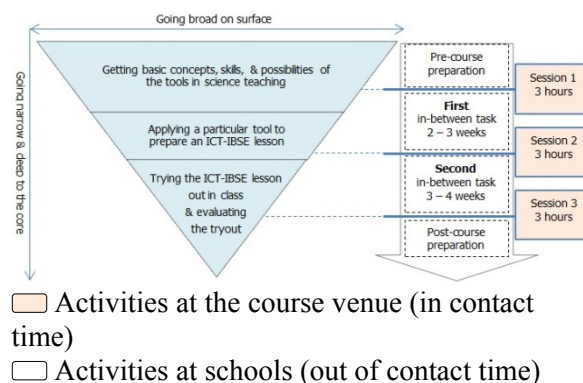 Going broad on surface
Going narrow & deep to the core
Getting basic concepts, skills, & possibilities of
the tools in science teaching
Applying a particular tool to
prepare an ICT-IBSE lesson
Trying the ICT-IBSE lesson
out in class
& evaluating
the tryout
Pre-course
preparation
First
in-between task
2 – 3 weeks
Second
in-between task
3 – 4 weeks
Post-course
preparation
Session 1
3 hours
Session 2
3 hours
Session 3
3 hours
Activities at the course venue (in contact
time)
Activities at schools (out of contact time)